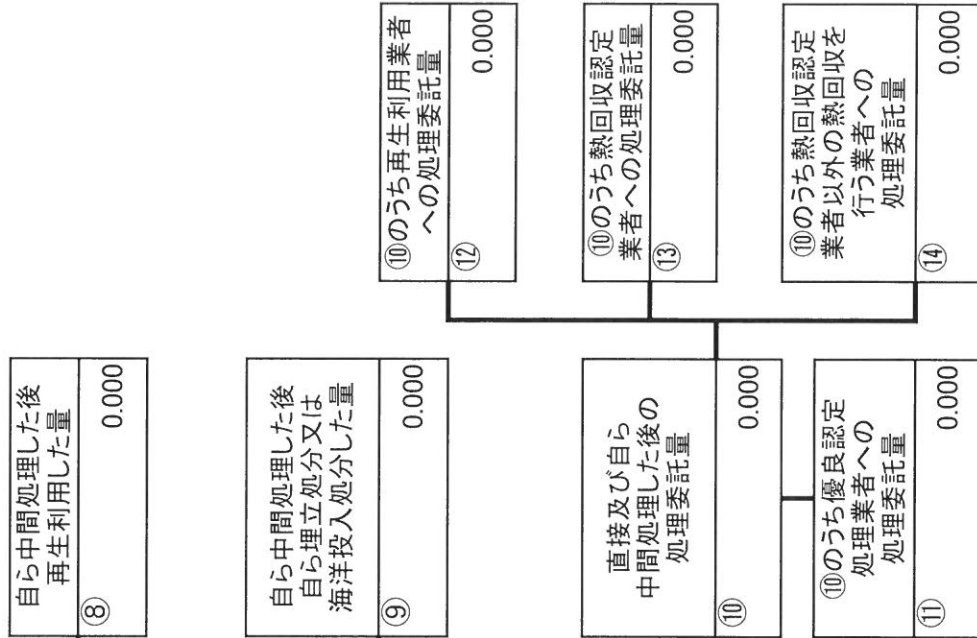 自ら中間処理した後
再生利用した量
⑧
0.000
自ら中間処理した後
自ら埋立処分又は
海洋投入処分した量
⑨
0.000
直接及び自ら
中間処理した後の
処理委託量
⑩
0.000
⑩のうち優良認定
処理業者への
処理委託量
⑪
0.000
⑩のうち再生利用業者
への処理委託量
⑫
0.000
⑩のうち熱回収認定
業者への処理委託量
⑬
0.000
⑩のうち熱回収認定
業者以外の熱回収を
行う業者への
処理委託量
⑭
0.000